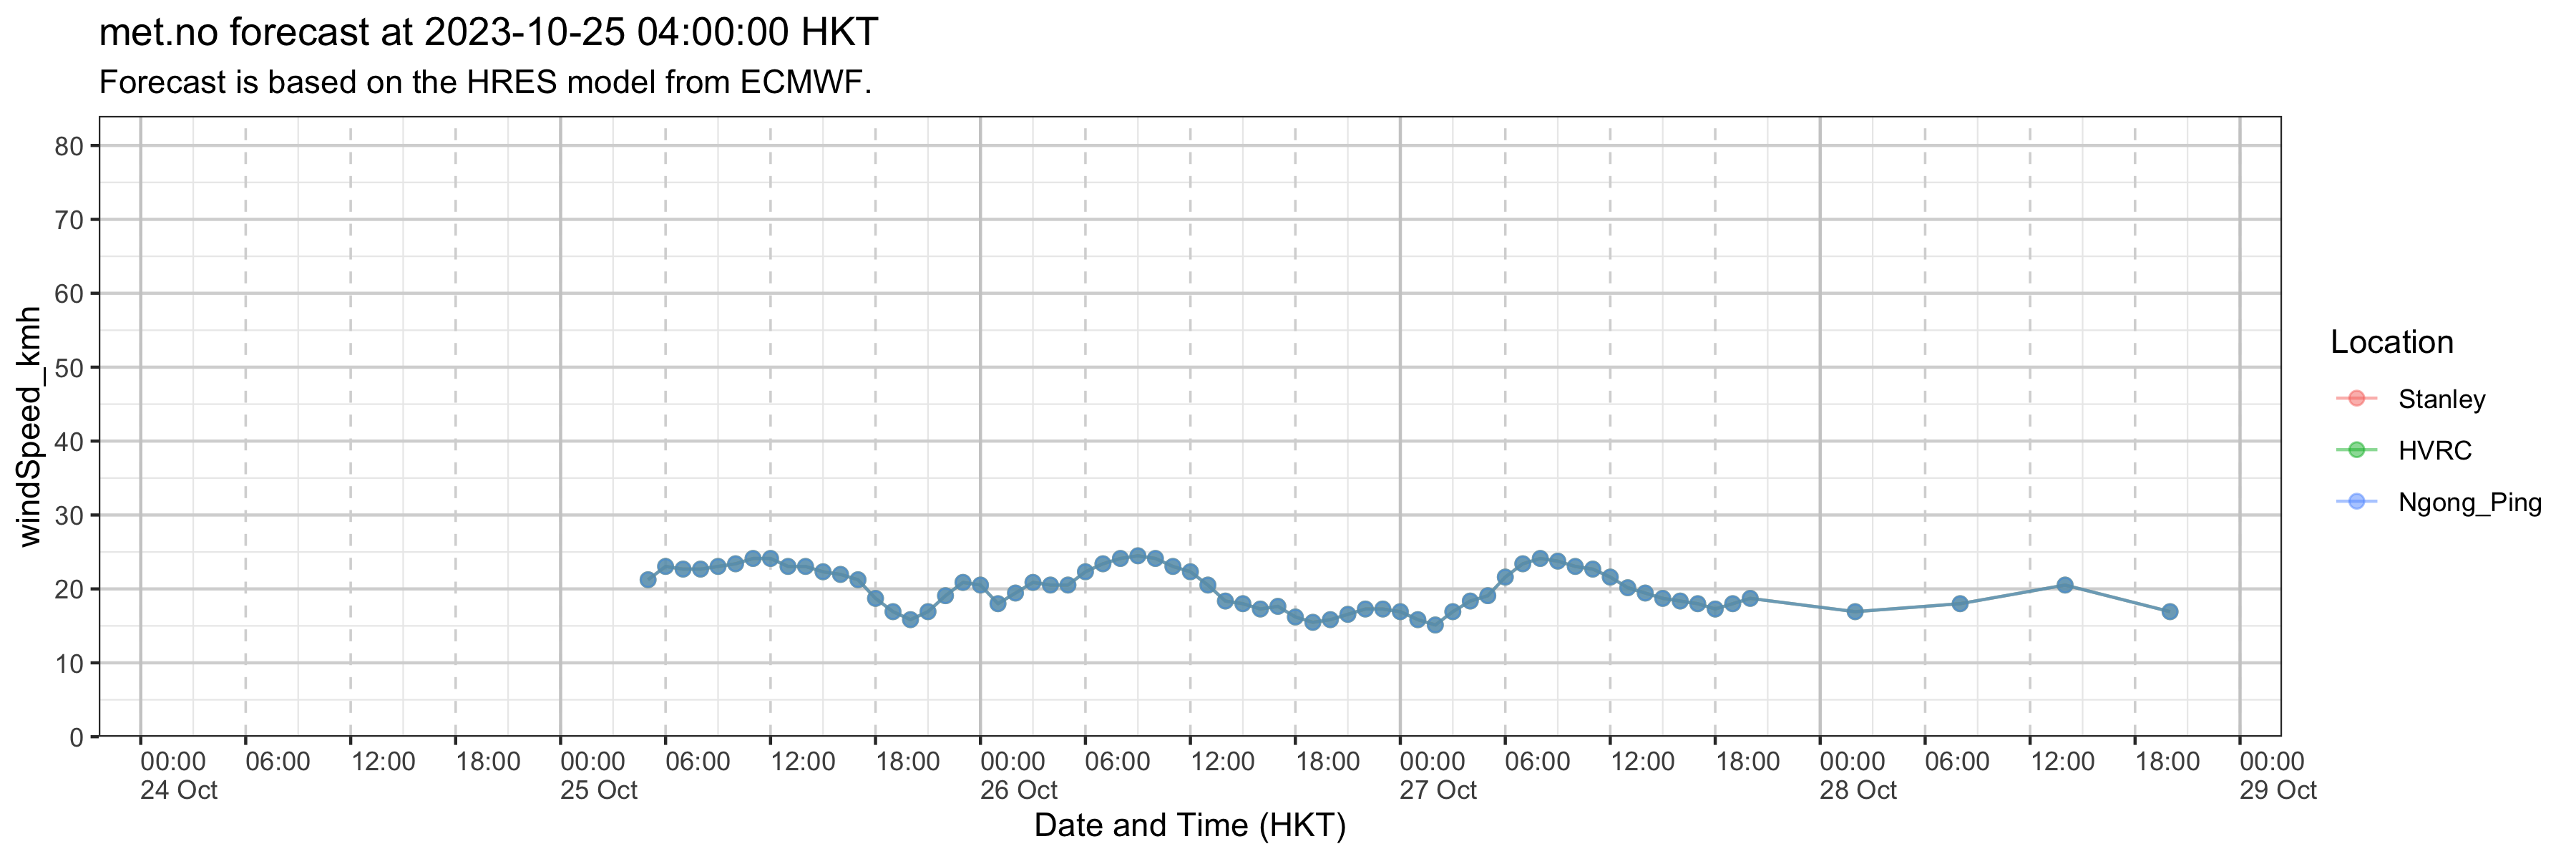 met.no forecast at 2023-10-25 04:00:00 HKT
Forecast is based on the HRES model from ECMWF.
windSpeed_kmh
80
70
60
50
40
30
20
10
0
00:00 06:00 12:00 18:00 00:00 06:00 12:00 18:00 00:00 06:00 12:00 18:00 00:00 06:00 12:00 18:00 00:00 06:00 12:00 18:00 00:00
24 Oct 25 Oct 26 Oct 27 Oct 28 Oct 29 Oct
Date and Time (HKT)
Location
Stanley
HVRC
Ngong_Ping